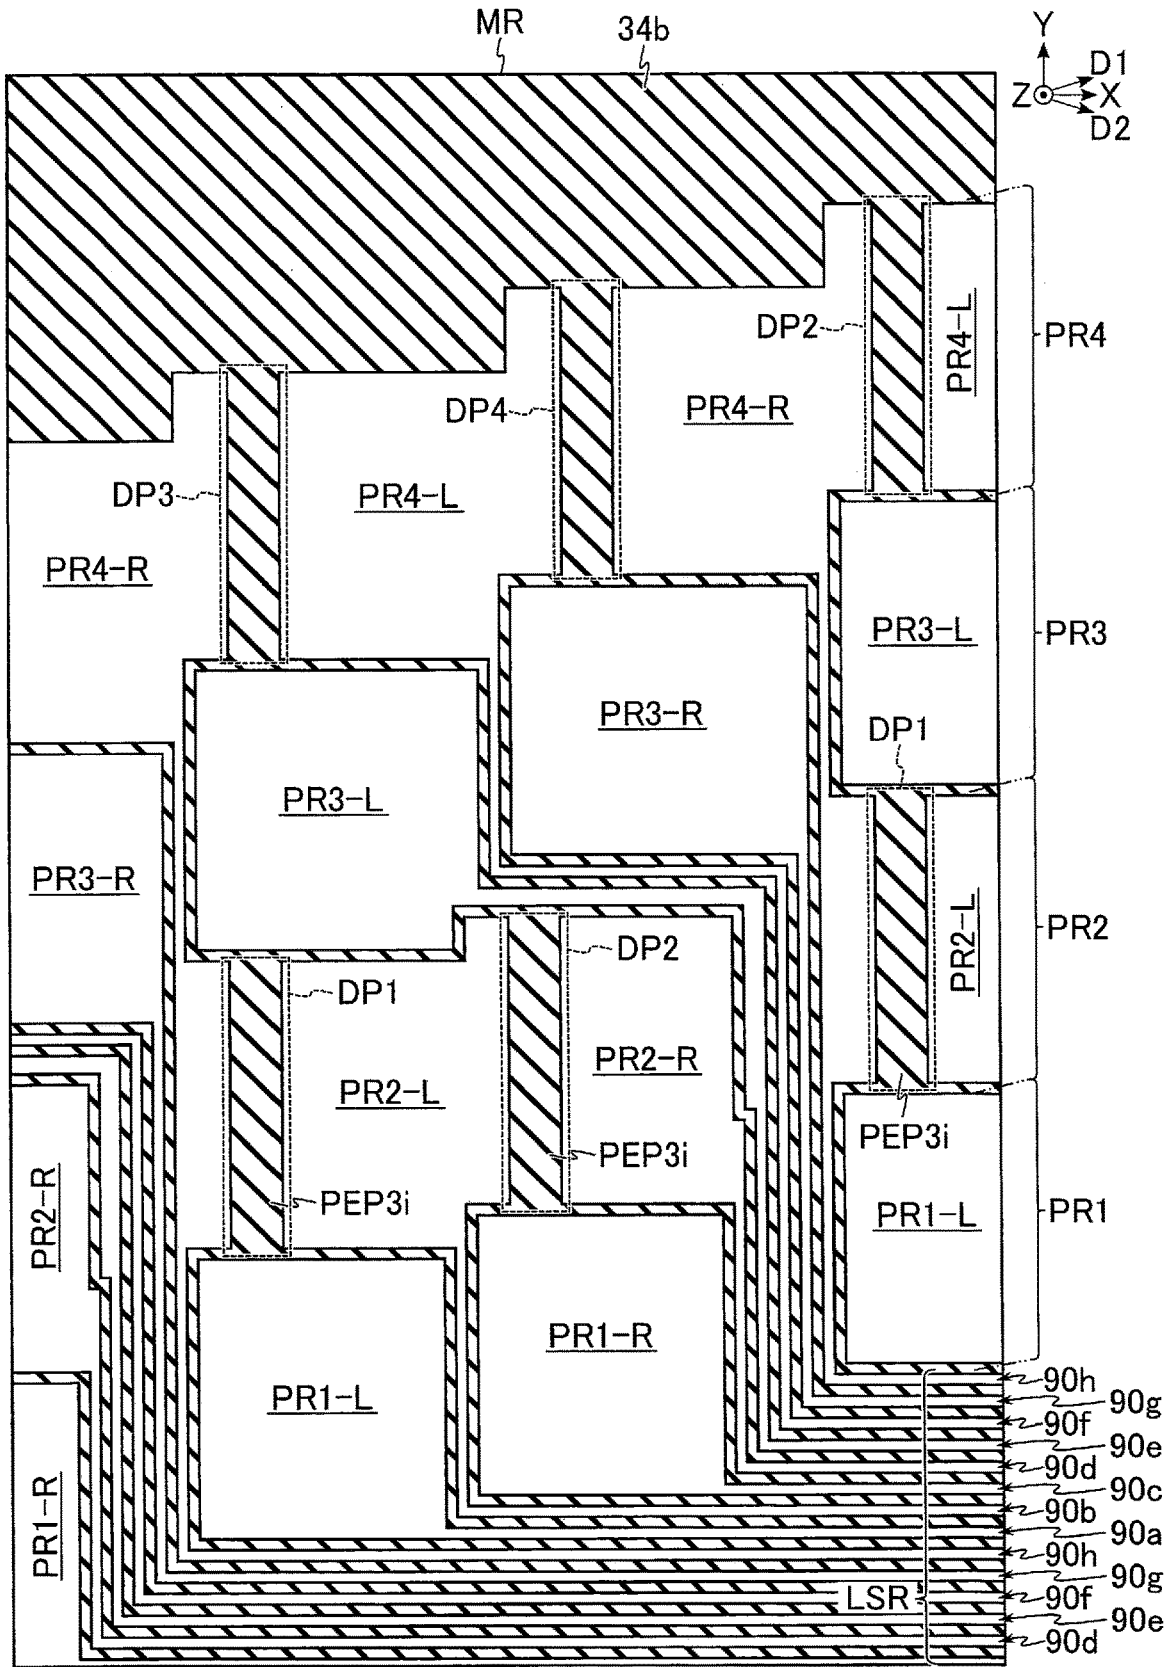 MR
34b
Y
D1
Z
X
D2
DP2
PR4-L
PR4
DP4
PR4-R
DP3
PR4-L
PR4-R
PR3-L
PR3
PR3-R
DP1
PR3-L
PR3-R
DP2
PR2-L
PR2
DP1
PR2-R
PR2-L
PEP3i
PEP3i
PR2-R
PEP3i
PR1-L
PR1
PR1-R
PR1-L
PR1-R
90h
90g
90f
90e
90d
90c
90b
90a
90h
90g
LSR
90f
90e
90d